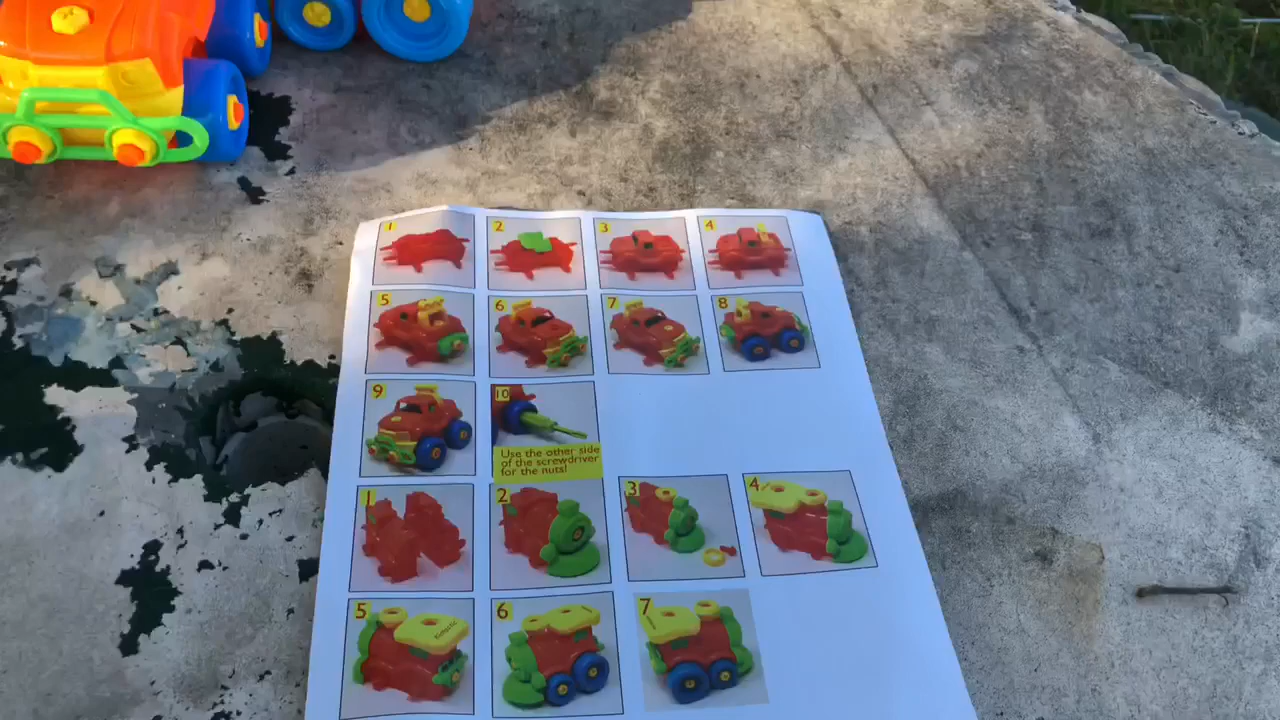 1 2 3 4
5 6 7 8
9 10
Use the other side
of the screwdriver
for the nuts!
1 2 3 4
5 6 7